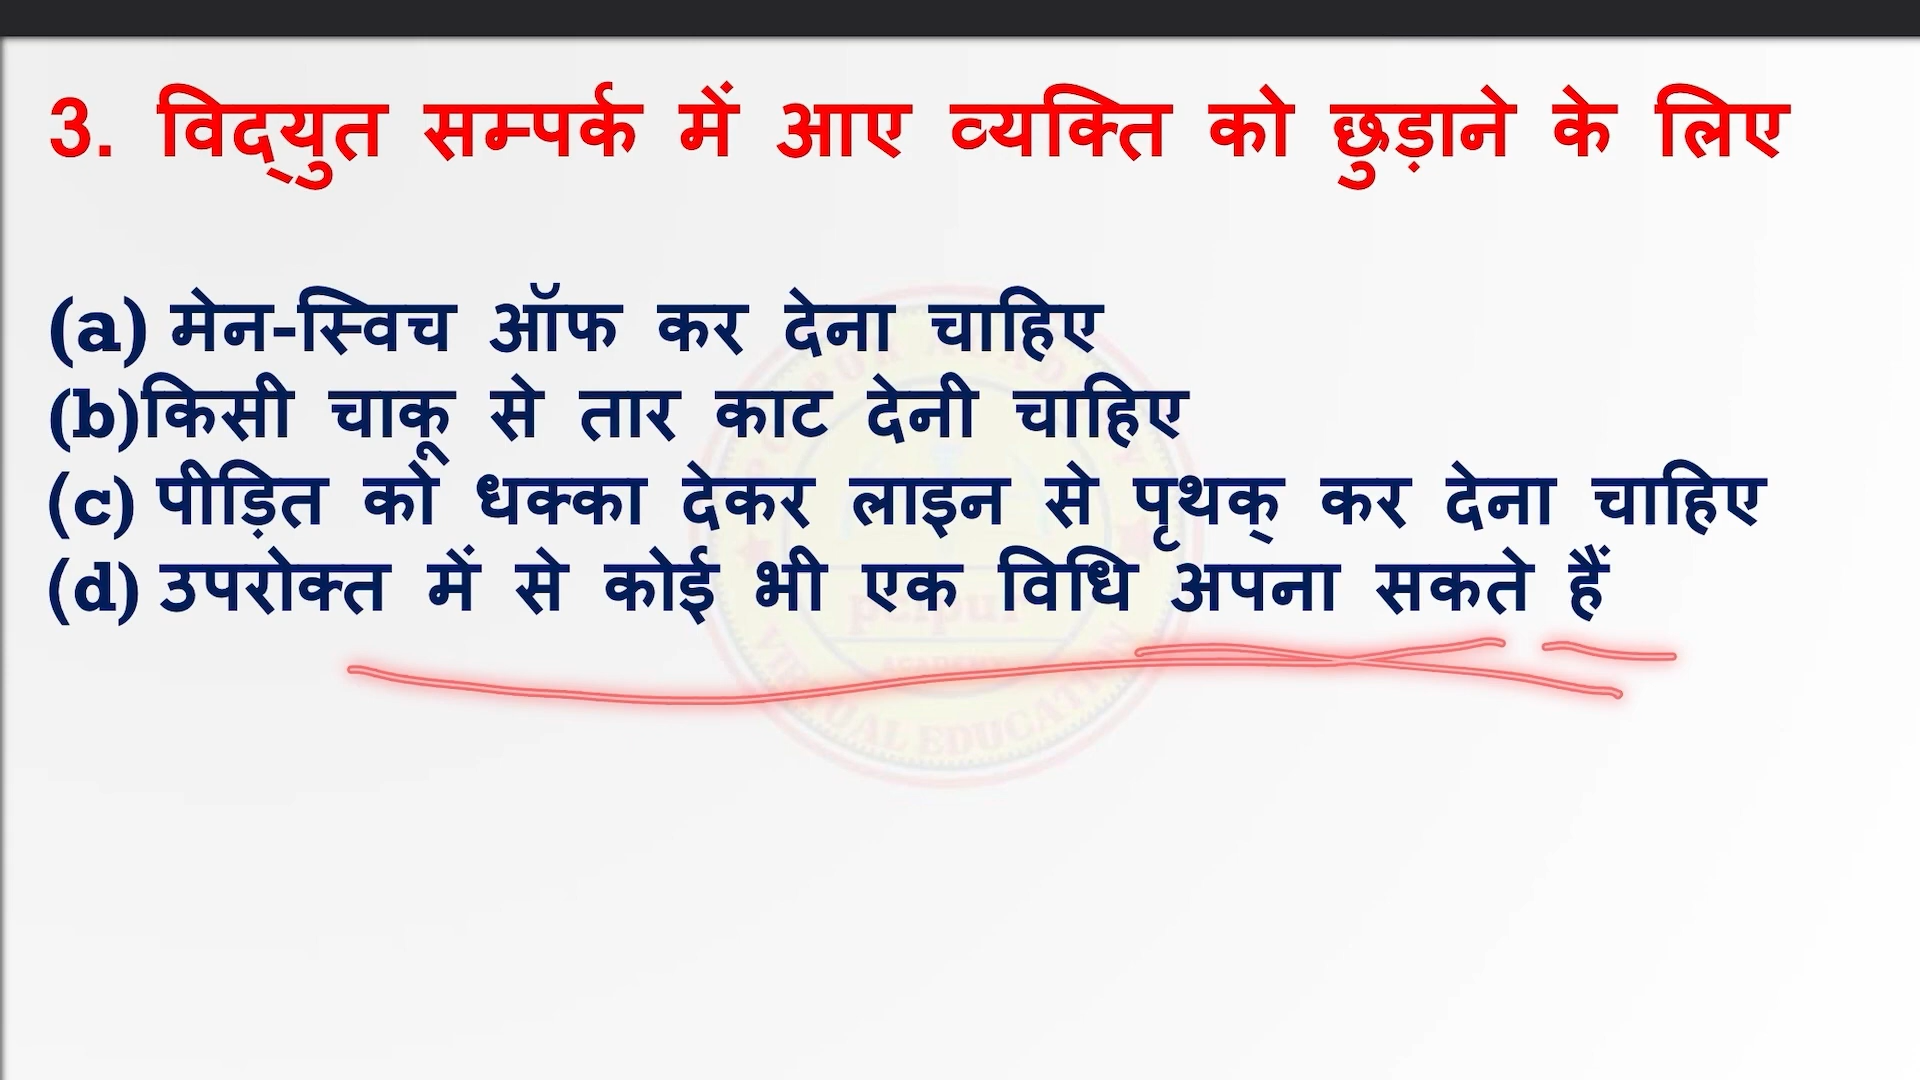 3. विद्युत सम्पर्क में आए व्यक्ति को छुड़ाने के लिए
(a) मेन-स्विच ऑफ कर देना चाहिए
(b)किसी चाकू से तार काट देनी चाहिए
(c) पीड़ित को धक्का देकर लाइन से पृथक् कर देना चाहिए
(d) उपरोक्त में से कोई भी एक विधि अपना सकते हैं